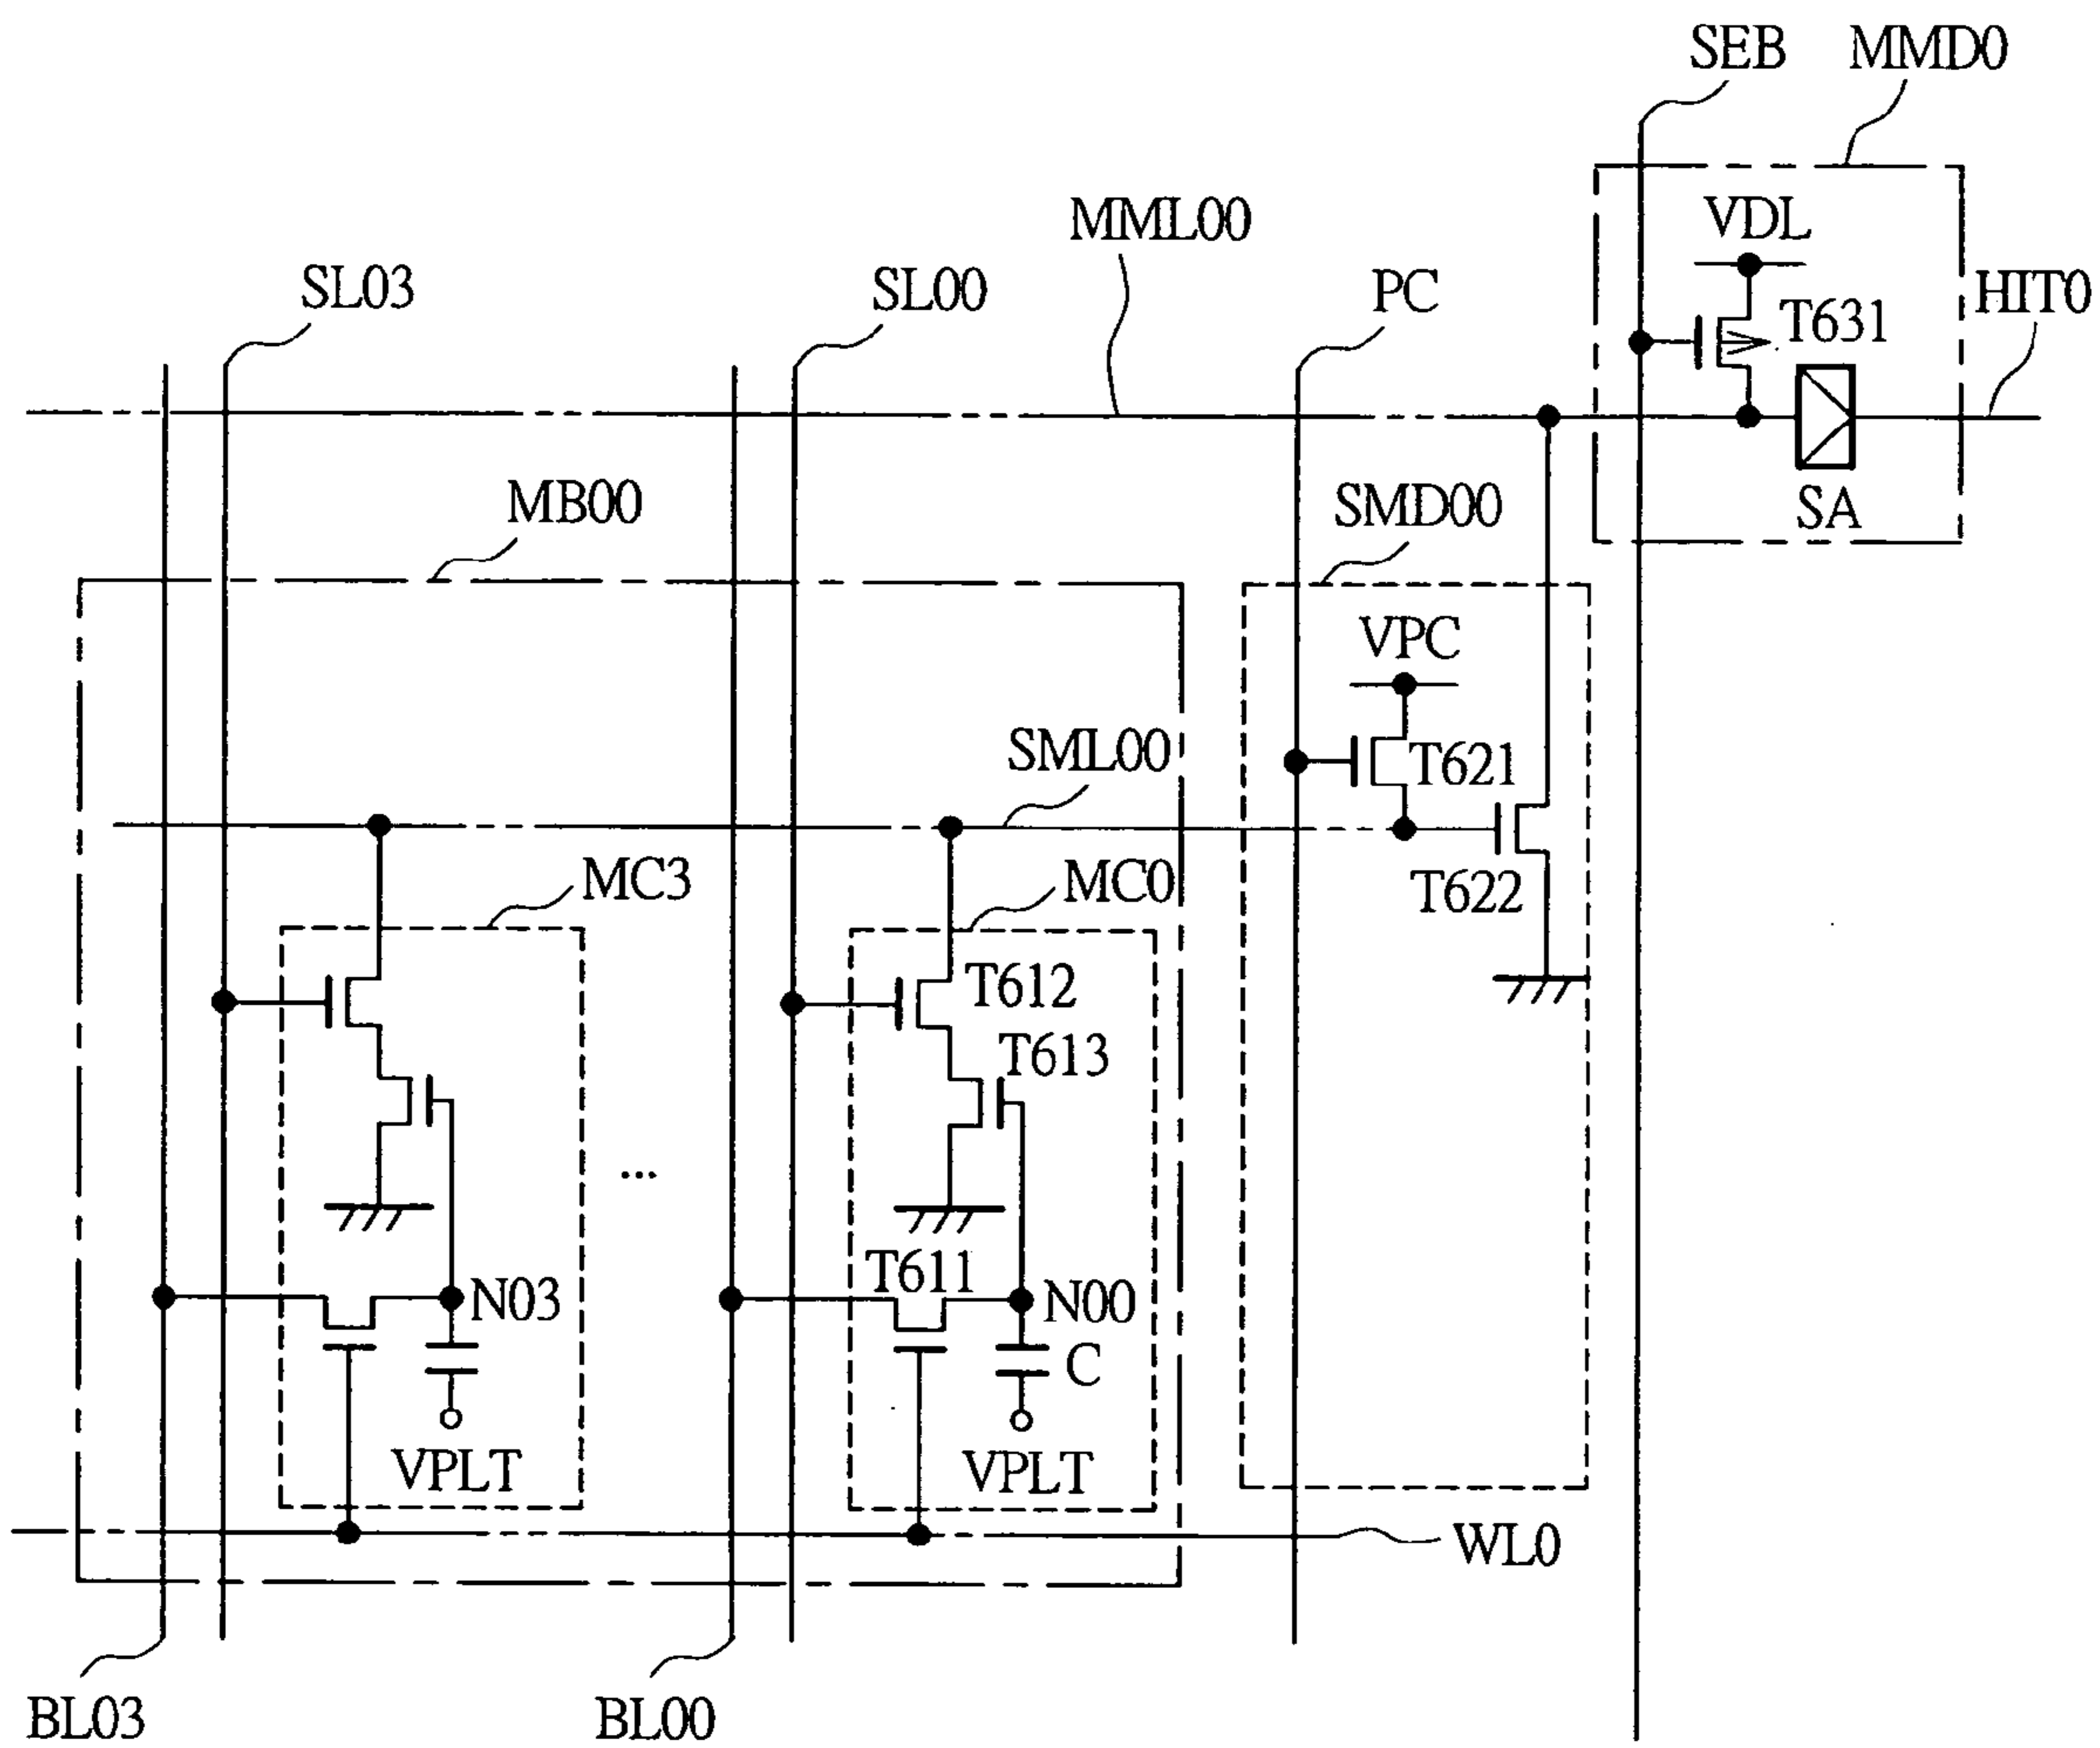 SEB
MMD0
MML00
VDL
SL03
SL00
PC
T631
HIT0
MB00
SMD00
SA
VPC
SML00
T621
MC3
MC0
T622
T612
T613
...
T611
N03
N00
C
VPLT
VPLT
WL0
BL03
BL00